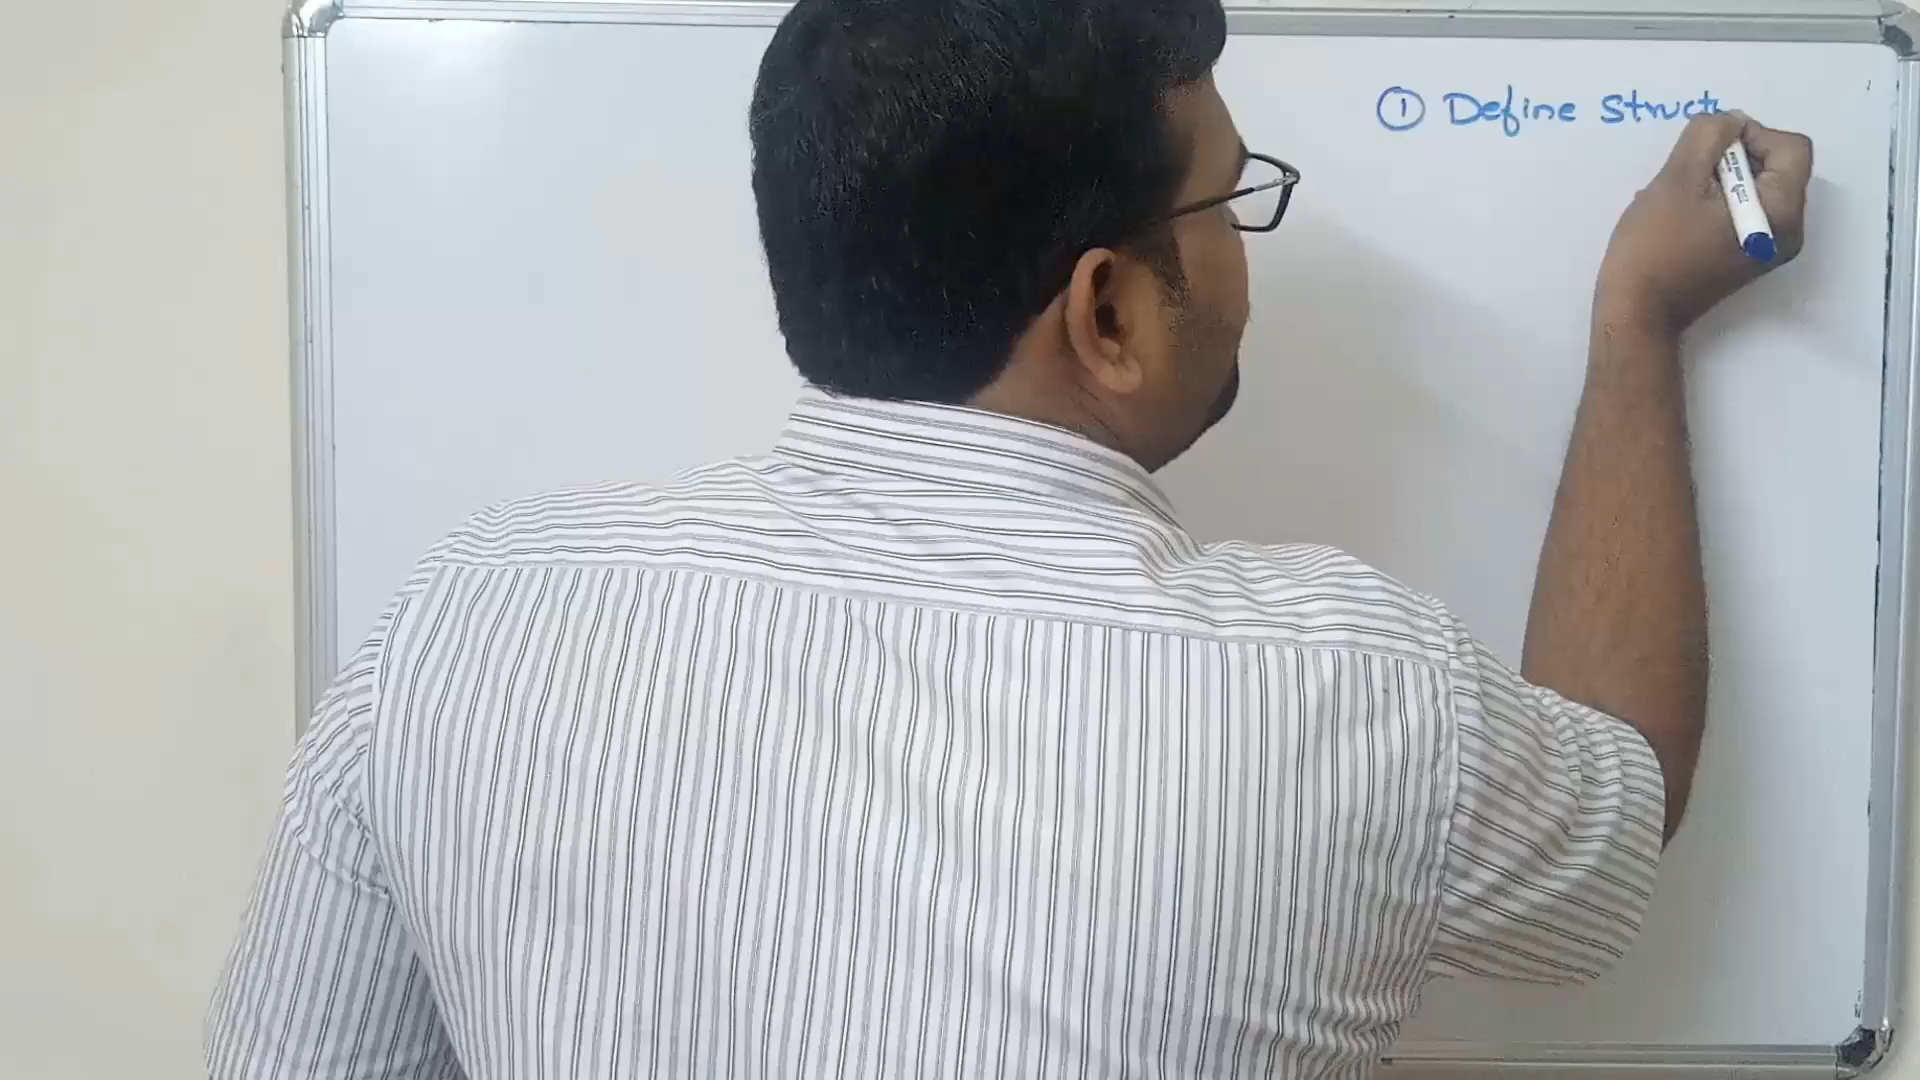 ① Define Struct